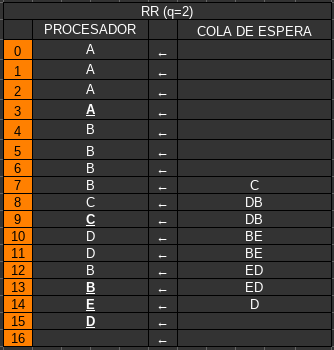 RR (q=2)
PROCESADOR COLA DE ESPERA
0 A ←
1 A ←
2 A ←
3 A ←
4 B ←
5 B ←
6 B ←
7 B ← C
8 C ← DB
9 C ← DB
10 D ← BE
11 D ← BE
12 B ← ED
13 B ← ED
14 E ← D
15 D ←
16 ←